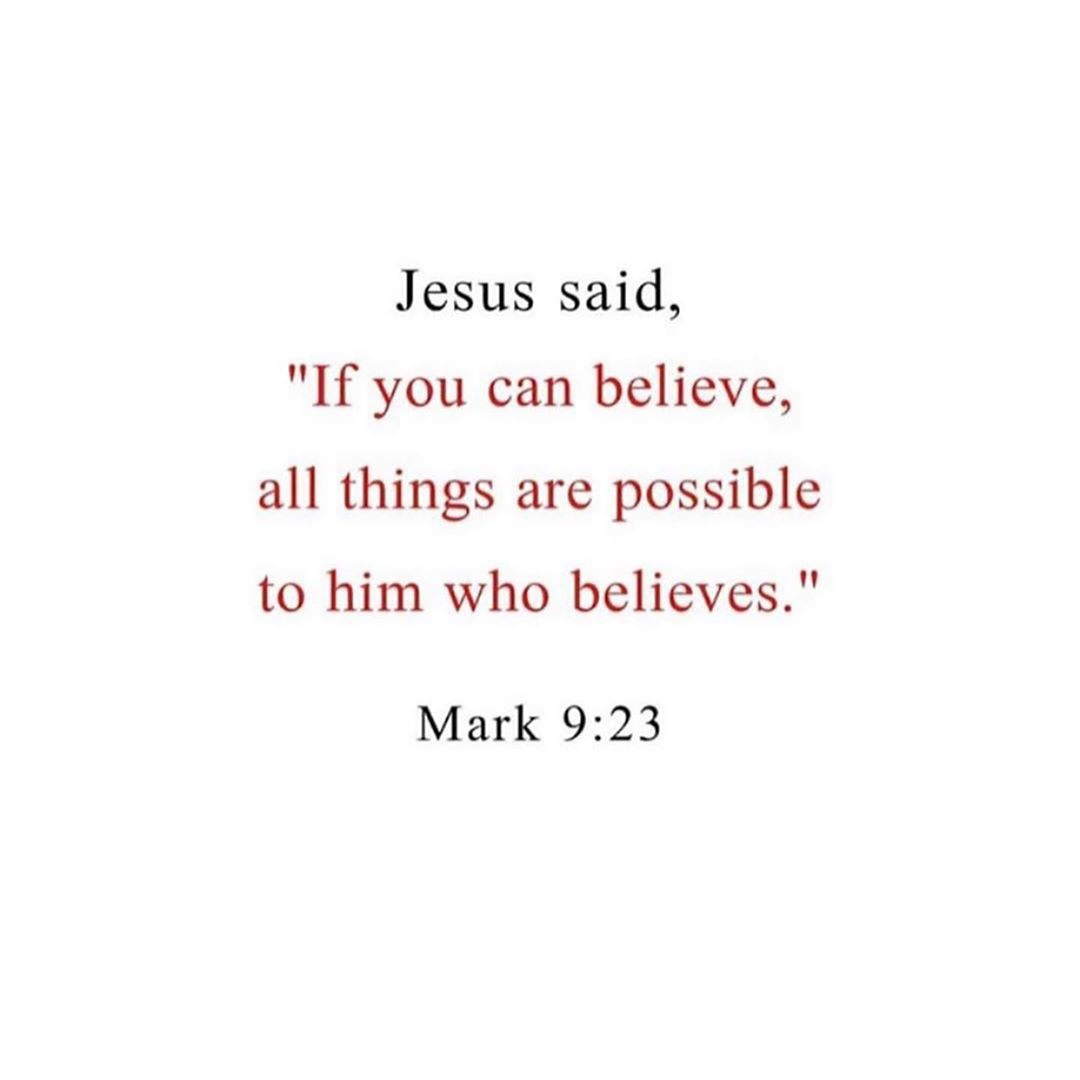 Jesus said,
"If you can believe,
all things are possible
to him who believes."
Mark 9:23